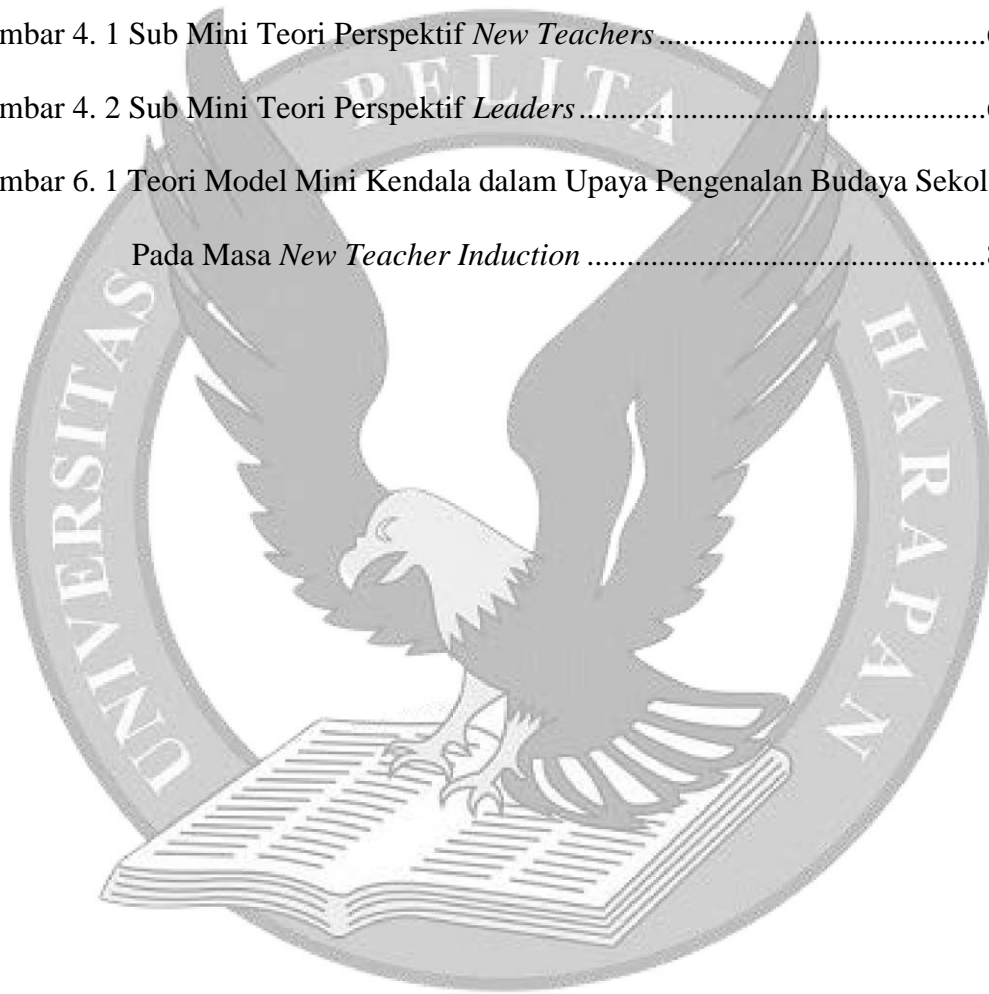 mbar 4. 1 Sub Mini Teori Perspektif New Teachers ........................................
mbar 4. 2 Sub Mini Teori Perspektif Leaders ..................................................
mbar 6. 1 Teori Model Mini Kendala dalam Upaya Pengenalan Budaya Sekol
Pada Masa New Teacher Induction .................................................
UNIVERSITAS PELITA HARAPAN